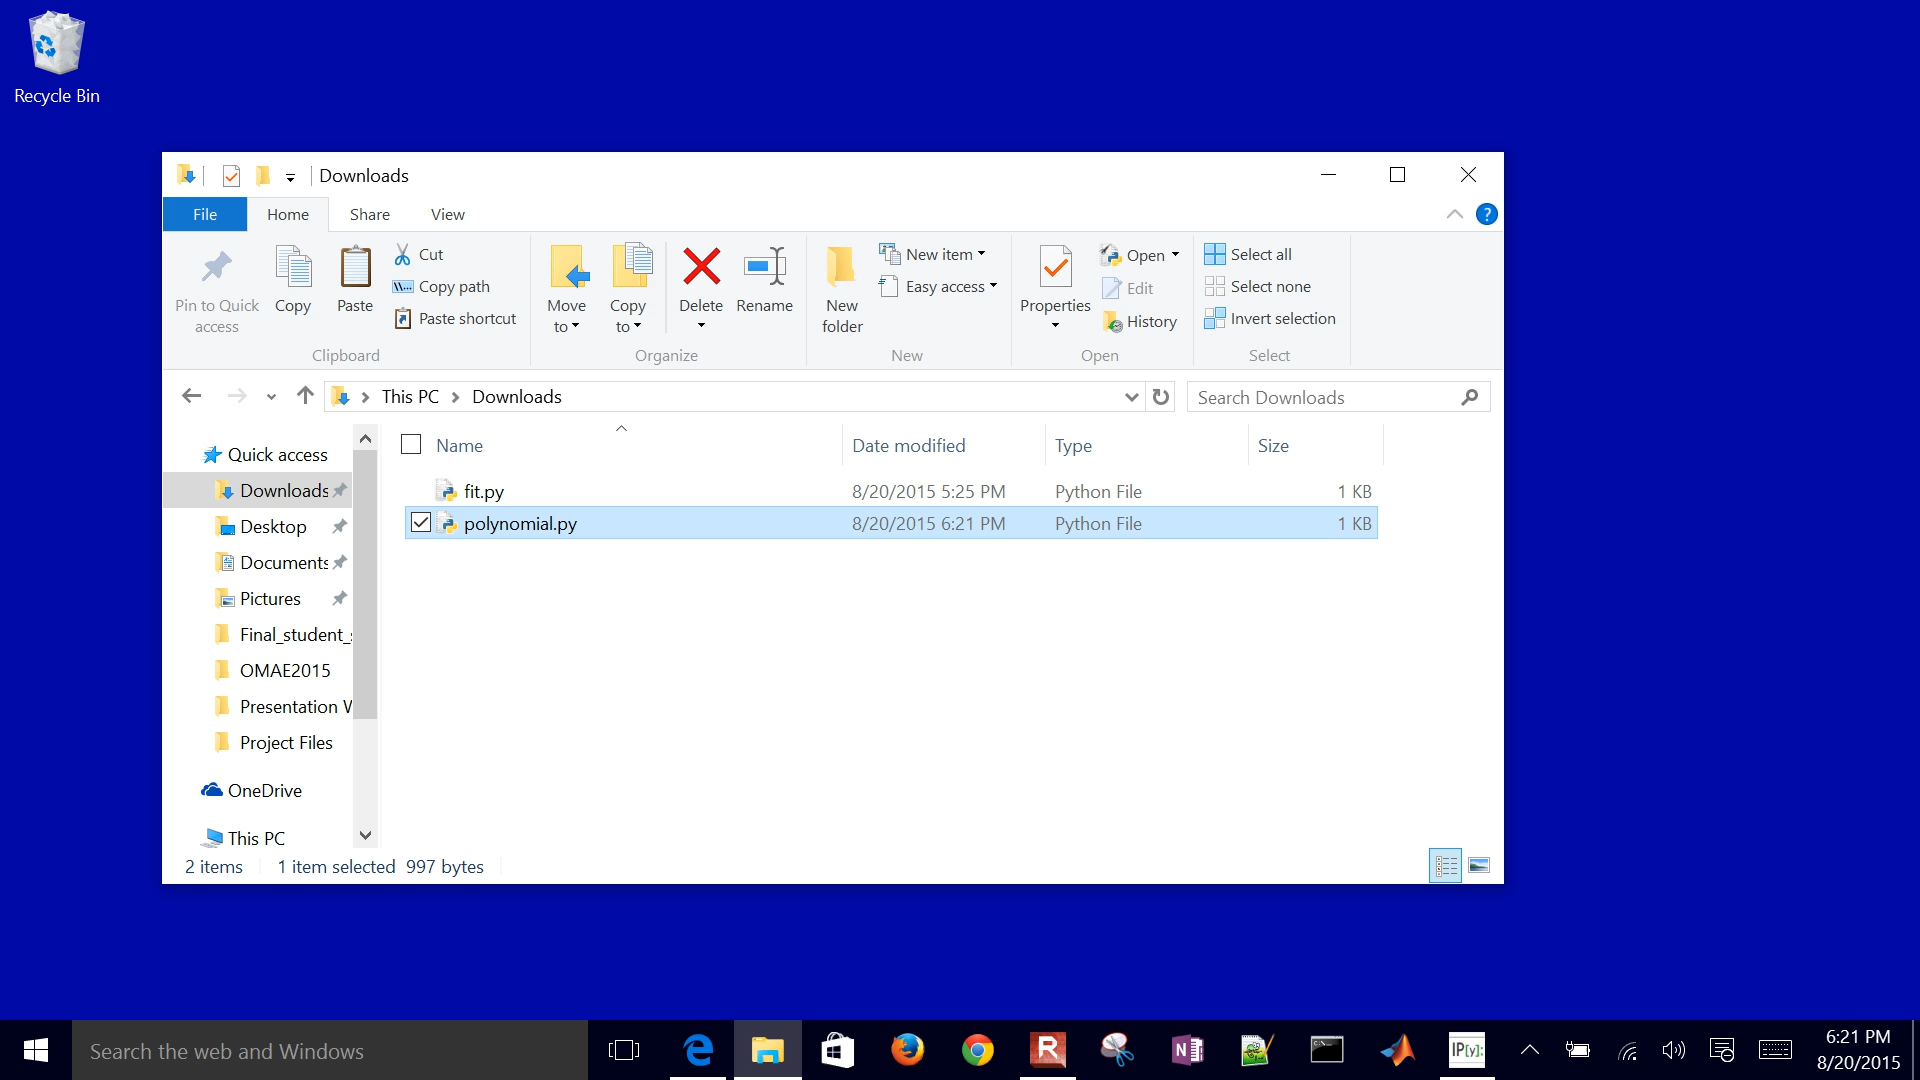 Recycle Bin
Downloads
File Home Share View
Pin to Quick access
Copy
Paste
Cut
Copy path
Paste shortcut
Clipboard
Move to
Copy to
Delete
Rename
Organize
New folder
New item
Easy access
New
Properties
Open
Edit
History
Open
Select all
Select none
Invert selection
Select
This PC Downloads
Search Downloads
Quick access
Downloads
Desktop
Documents
Pictures
Final_student_
OMAE2015
Presentation
Project Files
OneDrive
This PC
Name Date modified Type Size
fit.py 8/20/2015 5:25 PM Python File 1 KB
polynomial.py 8/20/2015 6:21 PM Python File 1 KB
2 items 1 item selected 997 bytes
Search the web and Windows
R
N
IP[y]:
6:21 PM
8/20/2015